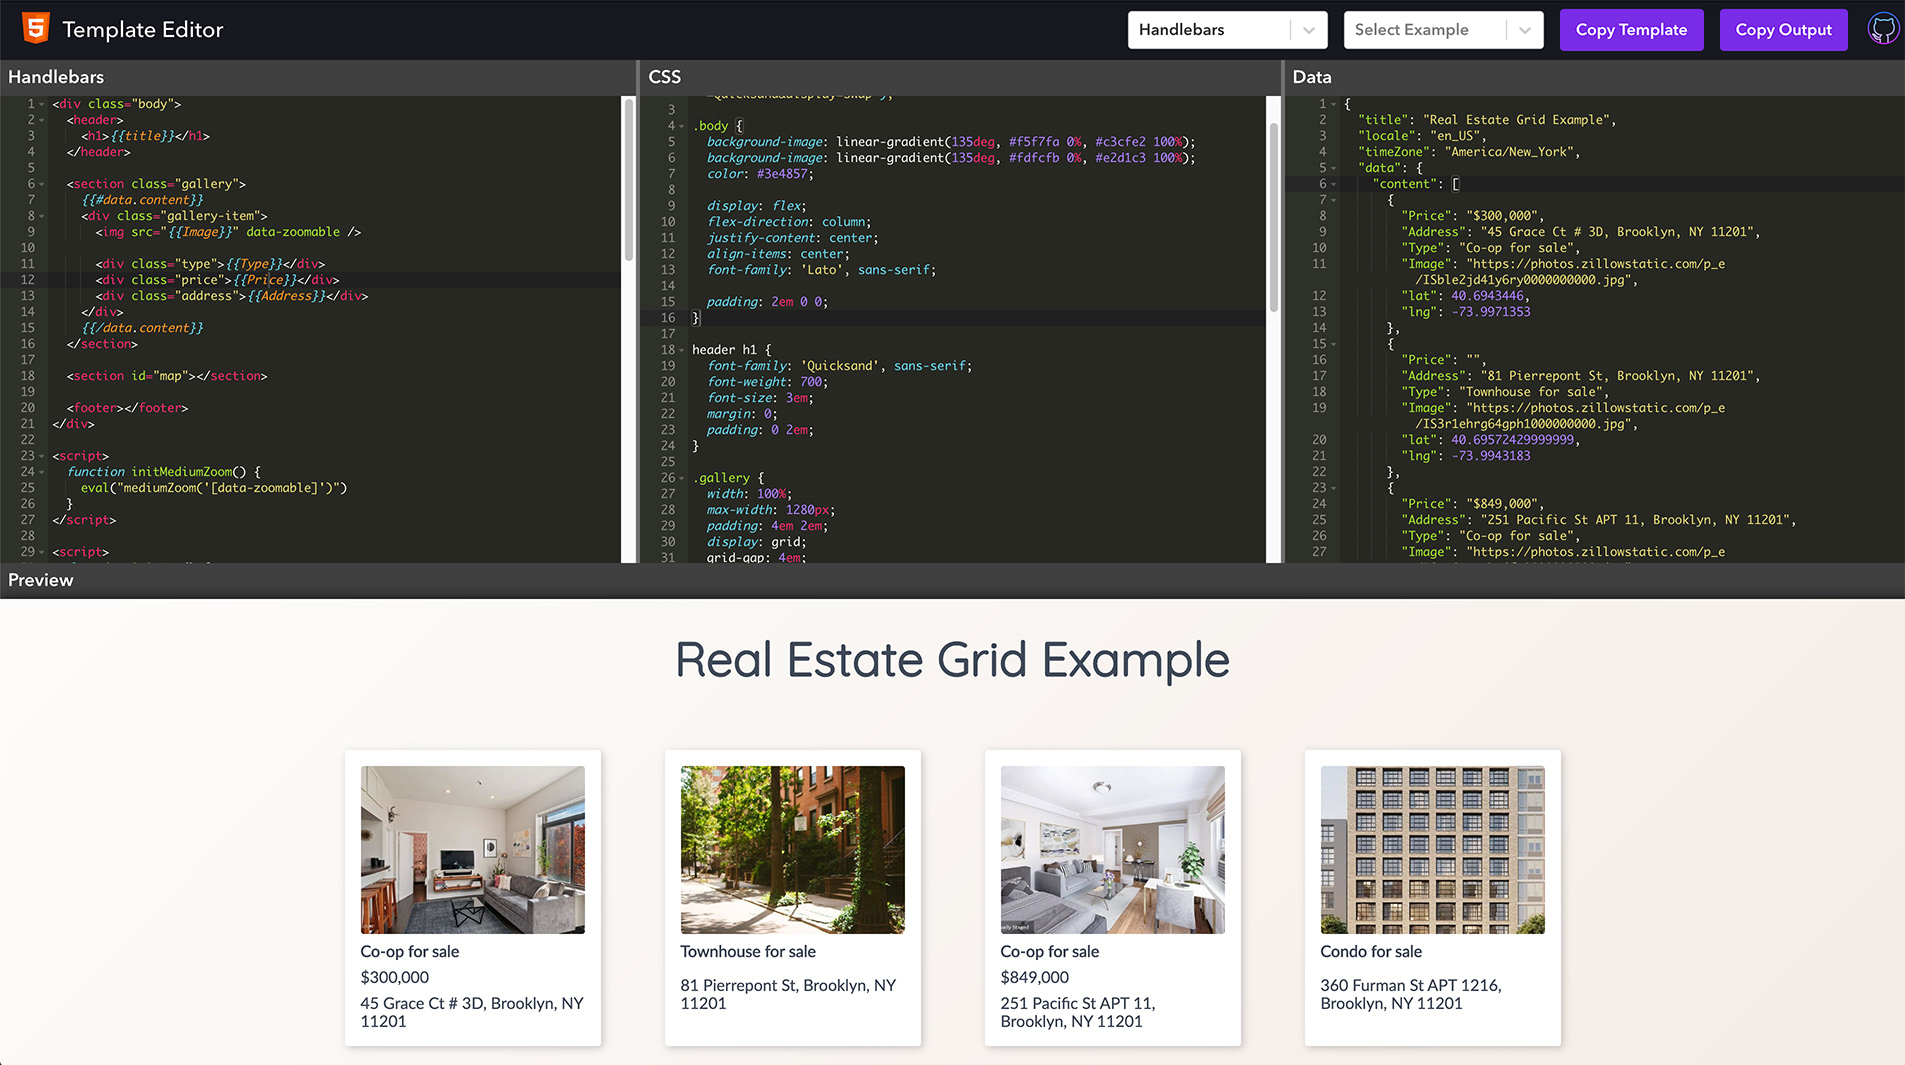 Template Editor
Handlebars
Select Example
Copy Template
Copy Output
Handlebars
1 <div class="body">
2 <header>
3 <h1>{{title}}</h1>
4 </header>
5
6 <section class="gallery">
7 {{#data.content}}
8 <div class="gallery-item">
9 <img src="{{Image}}" data-zoomable />
10
11 <div class="type">{{Type}}</div>
12 <div class="price">{{Price}}</div>
13 <div class="address">{{Address}}</div>
14 </div>
15 {{/data.content}}
16 </section>
17
18 <section id="map"></section>
19
20 <footer></footer>
21 </div>
22
23 <script>
24 function initMediumZoom() {
25 eval("mediumZoom('[data-zoomable]')")
26 }
27 </script>
28
29 <script>
CSS
3
4 .body {
5 background-image: linear-gradient(135deg, #f5f7fa 0%, #c3cfe2 100%);
6 background-image: linear-gradient(135deg, #fdfcfb 0%, #e2d1c3 100%);
7 color: #3e4857;
8
9 display: flex;
10 flex-direction: column;
11 justify-content: center;
12 align-items: center;
13 font-family: 'Lato', sans-serif;
14
15 padding: 2em 0 0;
16 }
17
18 header h1 {
19 font-family: 'Quicksand', sans-serif;
20 font-weight: 700;
21 font-size: 3em;
22 margin: 0;
23 padding: 0 2em;
24 }
25
26 .gallery {
27 width: 100%;
28 max-width: 1280px;
29 padding: 4em 2em;
30 display: grid;
31 grid-gap: 4em;
Data
1 {
2 "title": "Real Estate Grid Example",
3 "locale": "en_US",
4 "timeZone": "America/New_York",
5 "data": {
6 "content": [
7 {
8 "Price": "$300,000",
9 "Address": "45 Grace Ct # 3D, Brooklyn, NY 11201",
10 "Type": "Co-op for sale",
11 "Image": "https://photos.zillowstatic.com/p_e
/ISble2jd41y6ry0000000000.jpg",
12 "lat": 40.6943446,
13 "lng": -73.9971353
14 },
15 {
16 "Price": "",
17 "Address": "81 Pierrepont St, Brooklyn, NY 11201",
18 "Type": "Townhouse for sale",
19 "Image": "https://photos.zillowstatic.com/p_e
/IS3r1ehrg64gph1000000000.jpg",
20 "lat": 40.69572429999999,
21 "lng": -73.9943183
22 },
23 {
24 "Price": "$849,000",
25 "Address": "251 Pacific St APT 11, Brooklyn, NY 11201",
26 "Type": "Co-op for sale",
27 "Image": "https://photos.zillowstatic.com/p_e
Preview
Real Estate Grid Example
Co-op for sale
$300,000
45 Grace Ct # 3D, Brooklyn, NY
11201
Townhouse for sale
81 Pierrepont St, Brooklyn, NY
11201
Co-op for sale
$849,000
251 Pacific St APT 11,
Brooklyn, NY 11201
Condo for sale
360 Furman St APT 1216,
Brooklyn, NY 11201